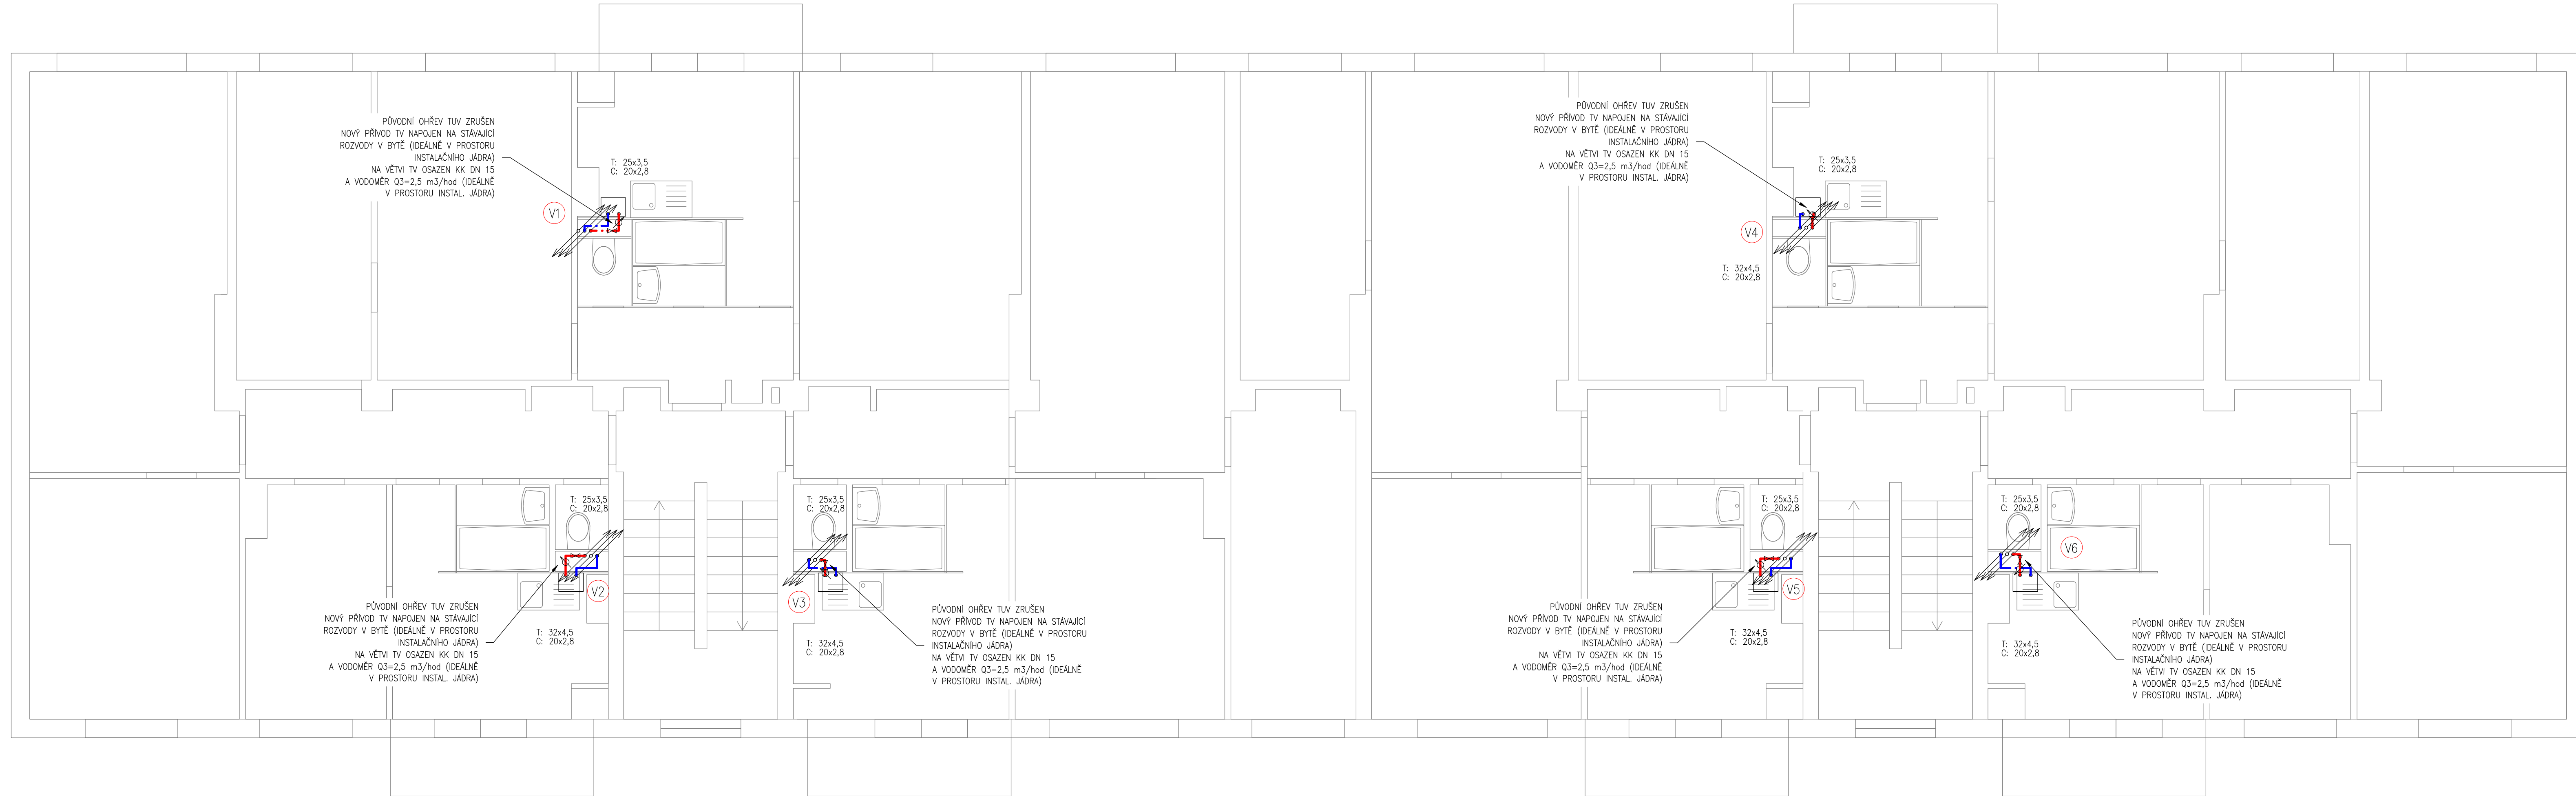 PŮVODNÍ OHŘEV TUV ZRUŠEN
NOVÝ PŘÍVOD TV NAPOJEN NA STÁVAJÍCÍ
ROZVODY V BYTĚ (IDEÁLNĚ V PROSTORU
INSTALAČNÍHO JÁDRA)
NA VĚTVI TV OSAZEN KK DN 15
A VODOMĚR Q3=2,5 m3/hod (IDEÁLNĚ
V PROSTORU INSTAL. JÁDRA)
T: 25x3,5
C: 20x2,8
V1
PŮVODNÍ OHŘEV TUV ZRUŠEN
NOVÝ PŘÍVOD TV NAPOJEN NA STÁVAJÍCÍ
ROZVODY V BYTĚ (IDEÁLNĚ V PROSTORU
INSTALAČNÍHO JÁDRA)
NA VĚTVI TV OSAZEN KK DN 15
A VODOMĚR Q3=2,5 m3/hod (IDEÁLNĚ
V PROSTORU INSTAL. JÁDRA)
T: 25x3,5
C: 20x2,8
V4
T: 32x4,5
C: 20x2,8
T: 25x3,5
C: 20x2,8
V2
PŮVODNÍ OHŘEV TUV ZRUŠEN
NOVÝ PŘÍVOD TV NAPOJEN NA STÁVAJÍCÍ
ROZVODY V BYTĚ (IDEÁLNĚ V PROSTORU
INSTALAČNÍHO JÁDRA)
NA VĚTVI TV OSAZEN KK DN 15
A VODOMĚR Q3=2,5 m3/hod (IDEÁLNĚ
V PROSTORU INSTAL. JÁDRA)
T: 32x4,5
C: 20x2,8
T: 25x3,5
C: 20x2,8
V3
T: 32x4,5
C: 20x2,8
PŮVODNÍ OHŘEV TUV ZRUŠEN
NOVÝ PŘÍVOD TV NAPOJEN NA STÁVAJÍCÍ
ROZVODY V BYTĚ (IDEÁLNĚ V PROSTORU
INSTALAČNÍHO JÁDRA)
NA VĚTVI TV OSAZEN KK DN 15
A VODOMĚR Q3=2,5 m3/hod (IDEÁLNĚ
V PROSTORU INSTAL. JÁDRA)
T: 25x3,5
C: 20x2,8
V5
PŮVODNÍ OHŘEV TUV ZRUŠEN
NOVÝ PŘÍVOD TV NAPOJEN NA STÁVAJÍCÍ
ROZVODY V BYTĚ (IDEÁLNĚ V PROSTORU
INSTALAČNÍHO JÁDRA)
NA VĚTVI TV OSAZEN KK DN 15
A VODOMĚR Q3=2,5 m3/hod (IDEÁLNĚ
V PROSTORU INSTAL. JÁDRA)
T: 32x4,5
C: 20x2,8
T: 25x3,5
C: 20x2,8
V6
T: 32x4,5
C: 20x2,8
PŮVODNÍ OHŘEV TUV ZRUŠEN
NOVÝ PŘÍVOD TV NAPOJEN NA STÁVAJÍCÍ
ROZVODY V BYTĚ (IDEÁLNĚ V PROSTORU
INSTALAČNÍHO JÁDRA)
NA VĚTVI TV OSAZEN KK DN 15
A VODOMĚR Q3=2,5 m3/hod (IDEÁLNĚ
V PROSTORU INSTAL. JÁDRA)